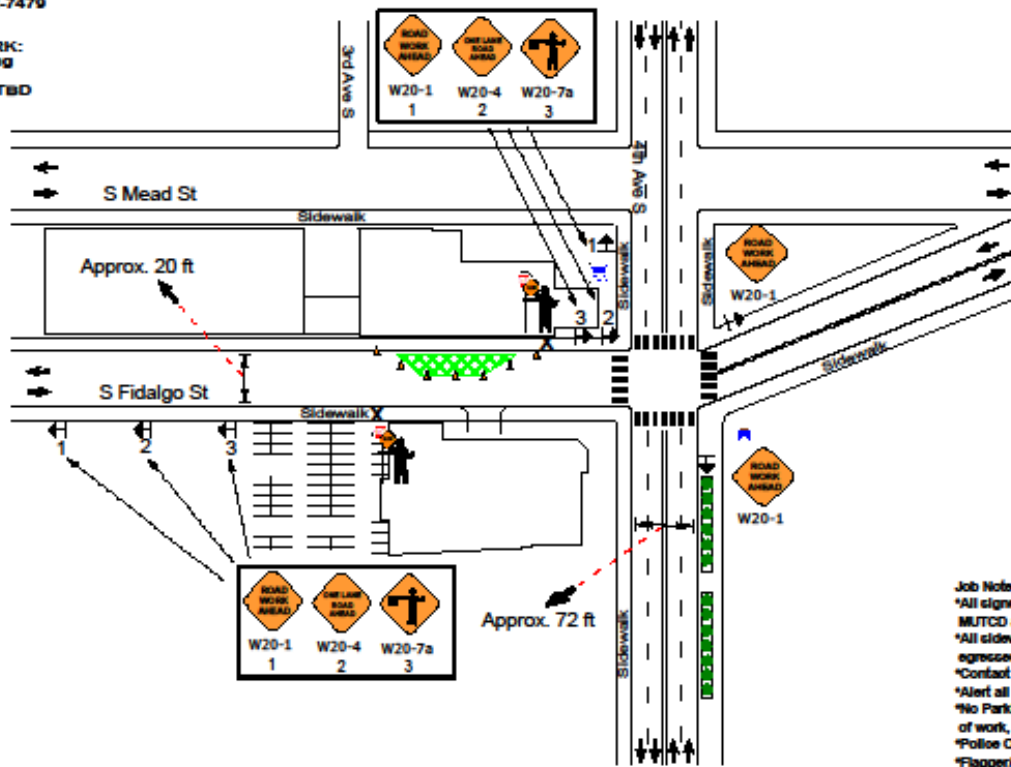 -7479
RK:
g
TBD
ROAD WORK AHEAD
ONE LANE ROAD AHEAD
W20-1
W20-4
W20-7a
1
2
3
3rd Ave S
4th Ave S
S Mead St
Sidewalk
Approx. 20 ft
1
Sidewalk
Sidewalk
ROAD WORK AHEAD
W20-1
3
2
X
S Fidalgo St
Sidewalk
X
Sidewalk
1
2
3
ROAD WORK AHEAD
W20-1
ROAD WORK AHEAD
ONE LANE ROAD AHEAD
W20-1
W20-4
W20-7a
1
2
3
Approx. 72 ft
Sidewalk
Job Note
*All signs
MUTCD
*All sidew
egresses
*Contact
*Alert all
*No Park
of work,
*Police C
*Flagger